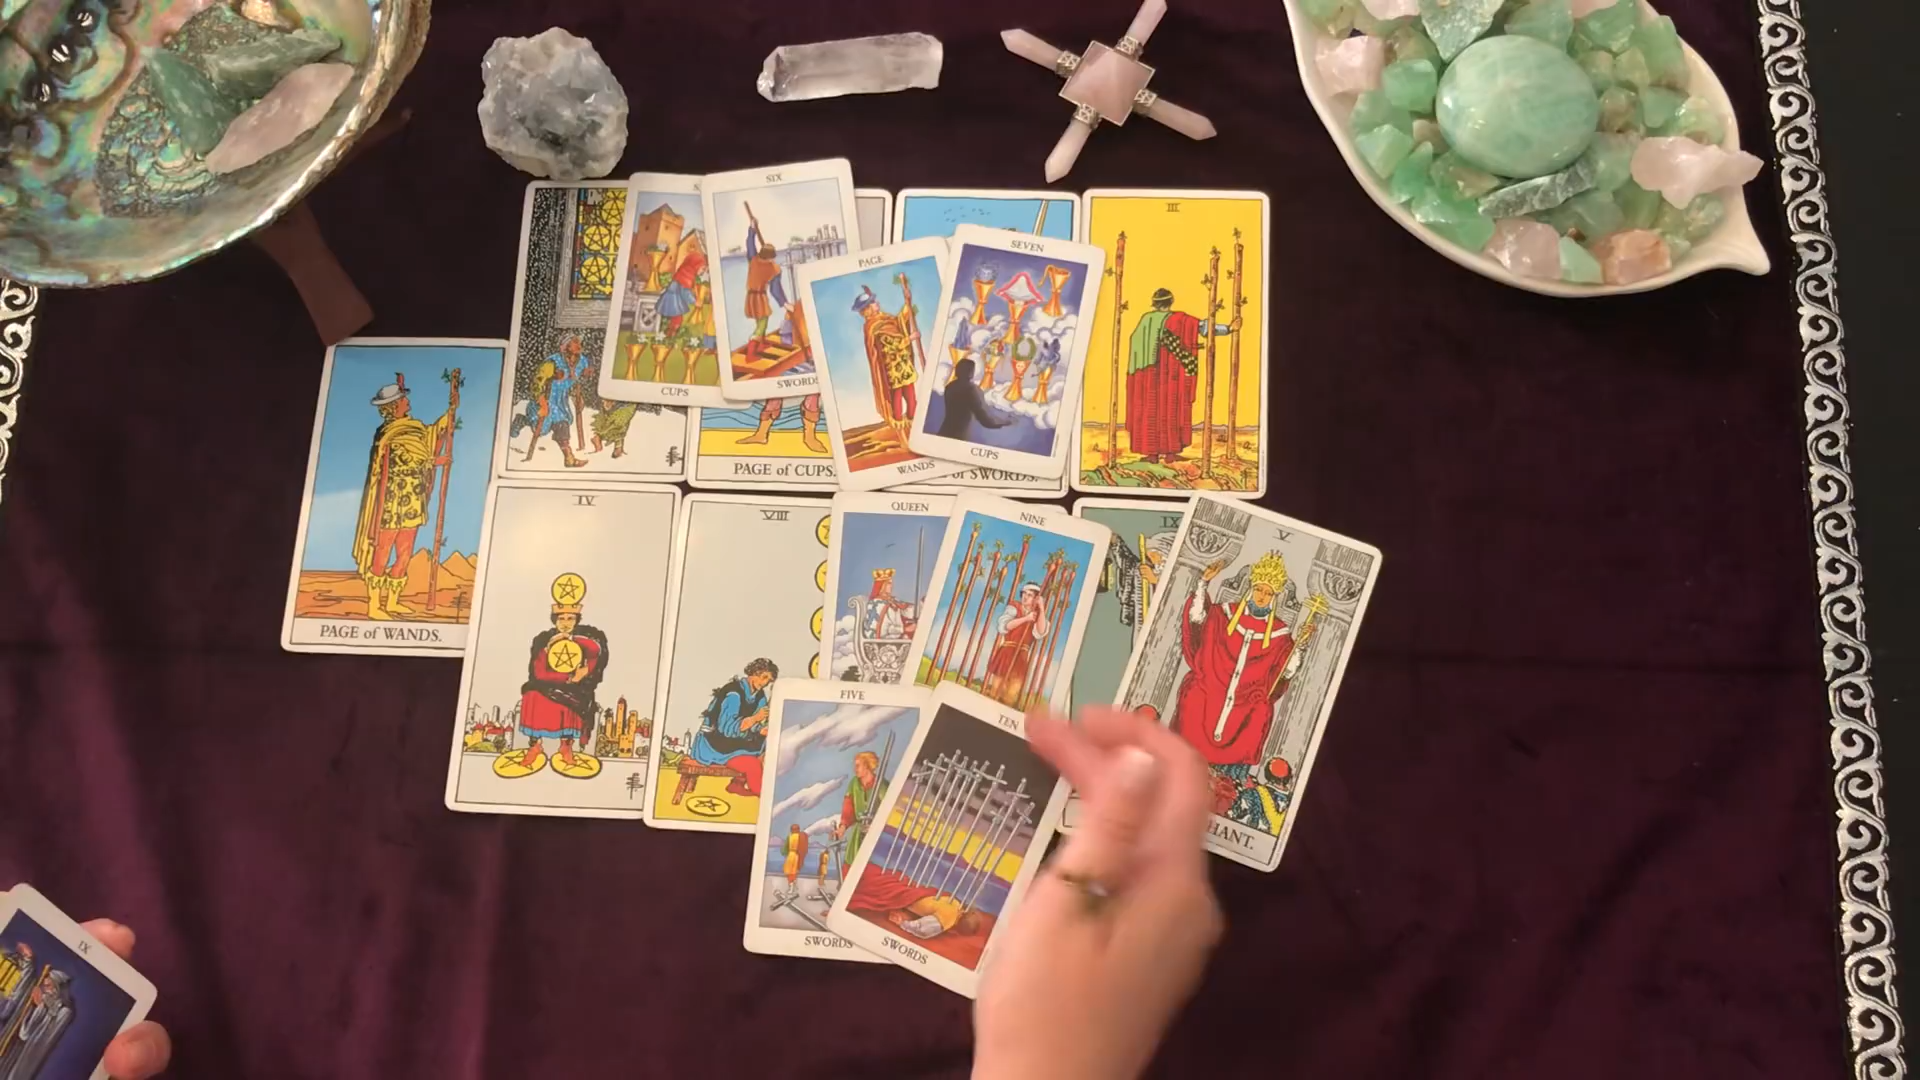 SIX
III
PAGE
SEVEN
CUPS
SWORDS
PAGE of CUPS.
WANDS
CUPS
of SWORDS.
PAGE of WANDS.
IV
VIII
QUEEN
NINE
IX
V
FIVE
TEN
HANT.
SWORDS
SWORDS
IX